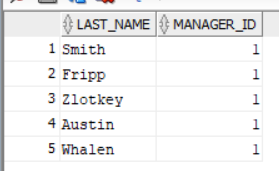 LAST_NAME MANAGER_ID
1 Smith 1
2 Fripp 1
3 Zlotkey 1
4 Austin 1
5 Whalen 1